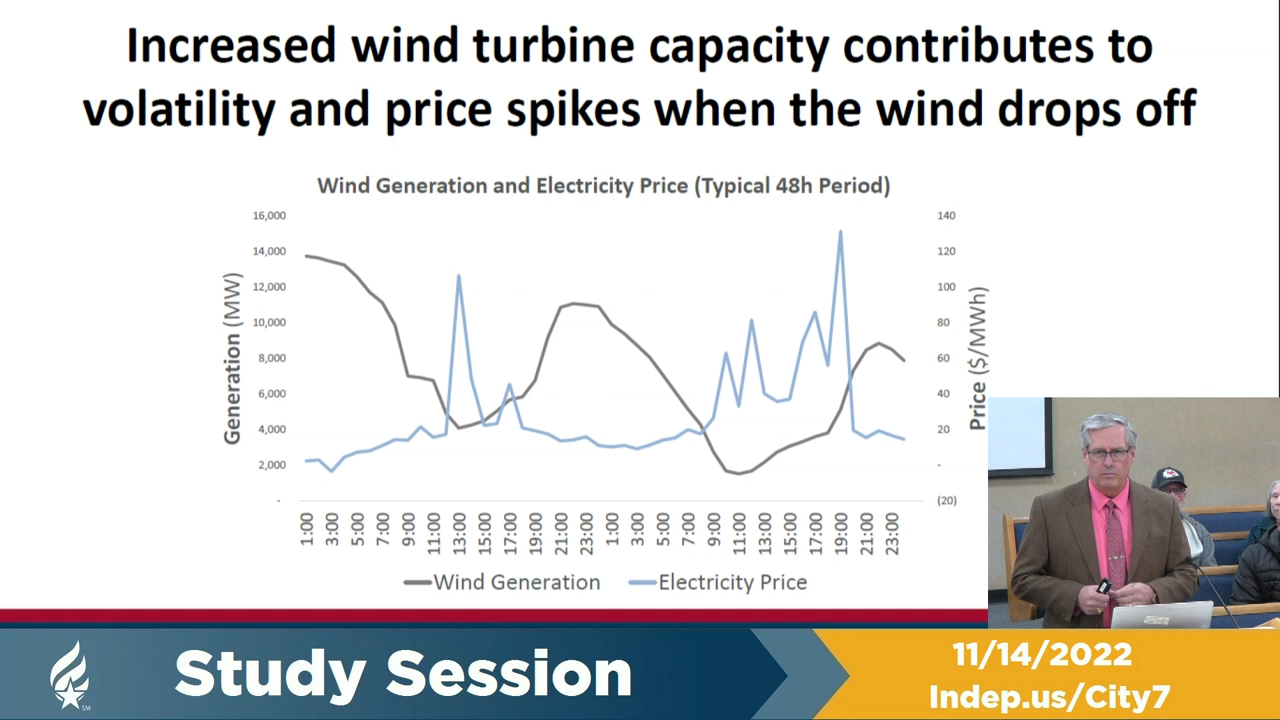 Increased wind turbine capacity contributes to
volatility and price spikes when the wind drops off
Wind Generation and Electricity Price (Typical 48h Period)
Generation (MW)
16,000
14,000
12,000
10,000
8,000
6,000
4,000
2,000
-
140
120
100
80
60
40
20
-
(20)
Price ($/MWh)
1:00 3:00 5:00 7:00 9:00 11:00 13:00 15:00 17:00 19:00 21:00 23:00 1:00 3:00 5:00 7:00 9:00 11:00 13:00 15:00 17:00 19:00 21:00 23:00
Wind Generation Electricity Price
SM
Study Session
11/14/2022
Indep.us/City7